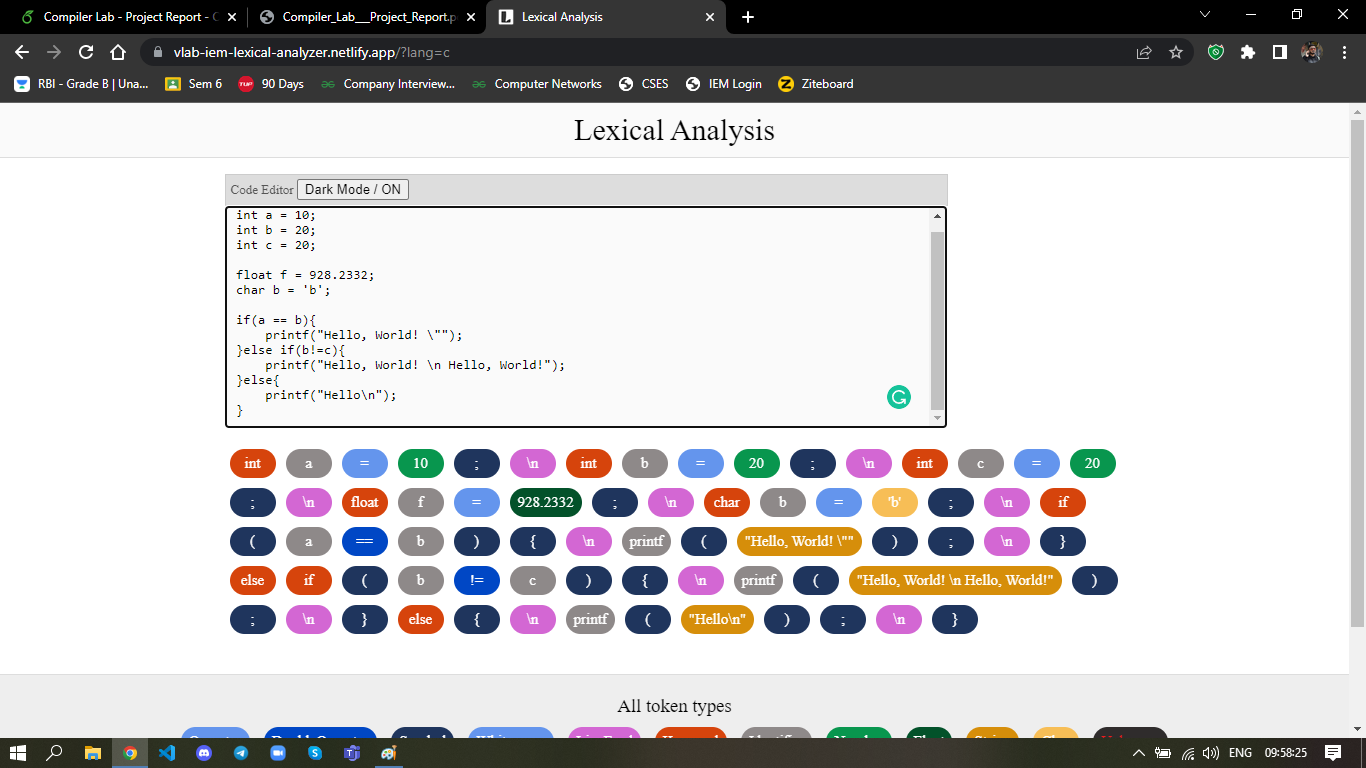 Compiler Lab - Project Report - Compiler_Lab___Project_Report.p Lexical Analysis
vlab-iem-lexical-analyzer.netlify.app/?lang=c
RBI - Grade B | Una... Sem 6 90 Days Company Interview... Computer Networks CSES IEM Login Ziteboard
Lexical Analysis
Code Editor Dark Mode / ON
int a = 10;
int b = 20;
int c = 20;
float f = 928.2332;
char b = 'b';
if(a == b){
    printf("Hello, World! \"");
}else if(b!=c){
    printf("Hello, World! \n Hello, World!");
}else{
    printf("Hello\n");
}
int a = 10 ; \n int b = 20 ; \n int c = 20
; \n float f = 928.2332 ; \n char b = 'b' ; \n if
( a == b ) { \n printf ( "Hello, World! \"" ) ; \n }
else if ( b != c ) { \n printf ( "Hello, World! \n Hello, World!" )
; \n } else { \n printf ( "Hello\n" ) ; \n }
All token types
ENG 09:58:25